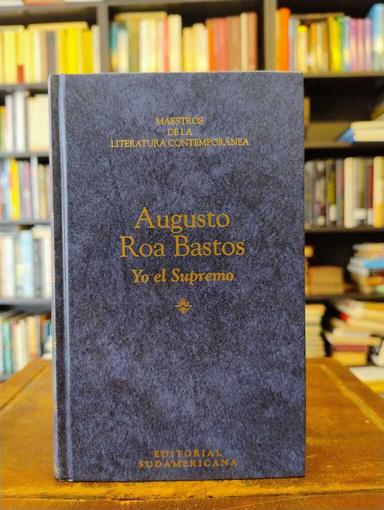 MAESTROS
DE LA
LITERATURA CONTEMPORÁNEA
Augusto
Roa Bastos
Yo el Supremo
EDITORIAL
SUDAMERICANA